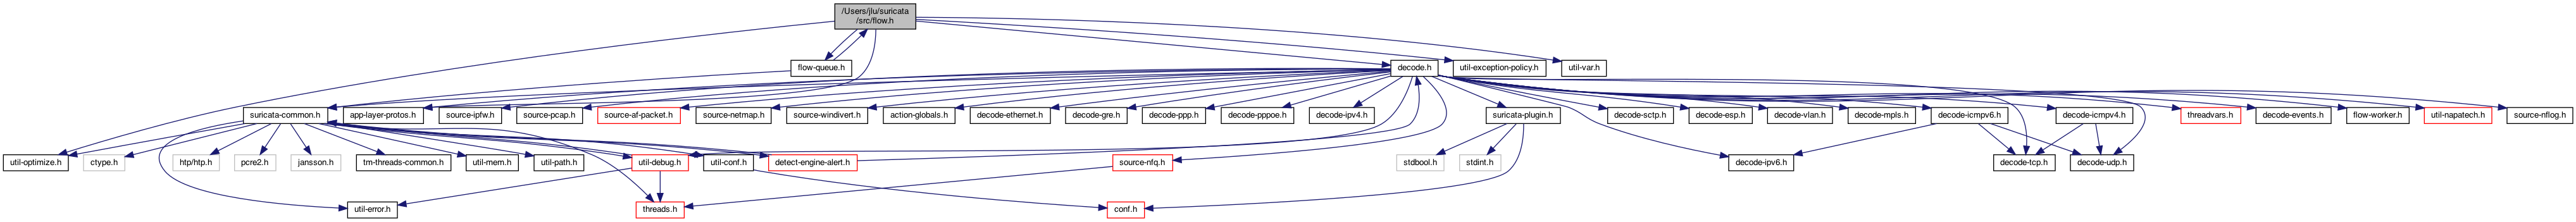 /Users/jlu/suricata
/src/flow.h
flow-queue.h
decode.h
util-exception-policy.h
util-var.h
suricata-common.h
app-layer-protos.h
source-ipfw.h
source-pcap.h
source-af-packet.h
source-netmap.h
source-windivert.h
action-globals.h
decode-ethernet.h
decode-gre.h
decode-ppp.h
decode-pppoe.h
decode-ipv4.h
suricata-plugin.h
decode-sctp.h
decode-esp.h
decode-vlan.h
decode-mpls.h
decode-icmpv6.h
decode-icmpv4.h
threadvars.h
decode-events.h
flow-worker.h
util-napatech.h
source-nflog.h
util-optimize.h
ctype.h
htp/htp.h
pcre2.h
jansson.h
tm-threads-common.h
util-mem.h
util-path.h
util-debug.h
util-conf.h
detect-engine-alert.h
source-nfq.h
stdbool.h
stdint.h
decode-ipv6.h
decode-tcp.h
decode-udp.h
util-error.h
threads.h
conf.h